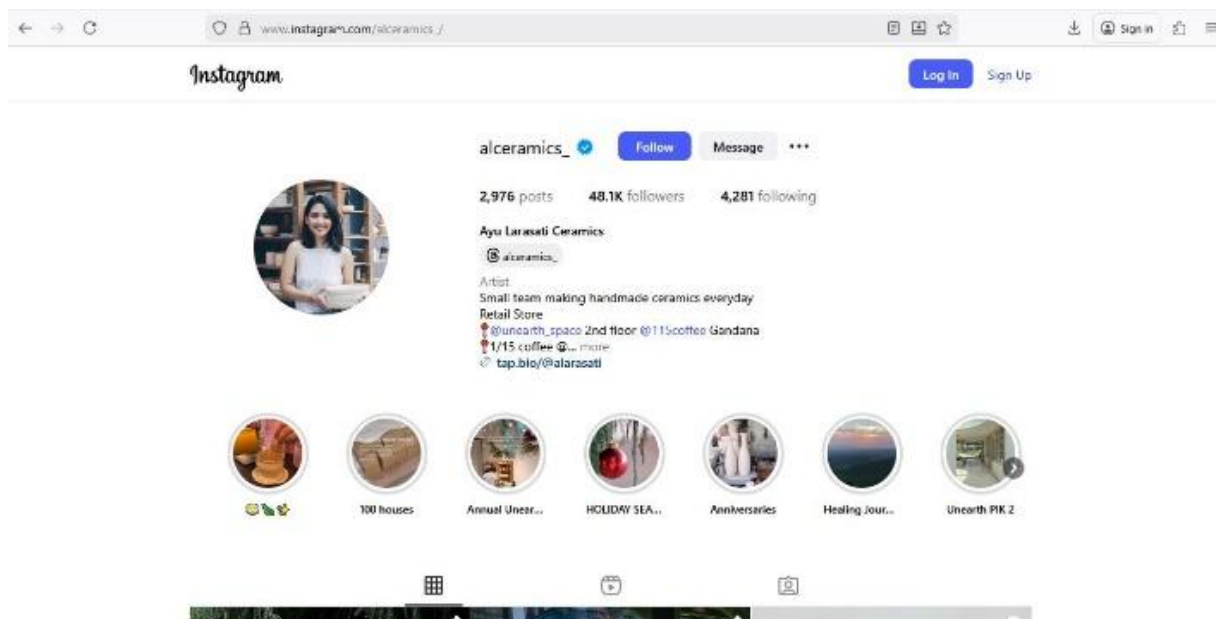 www.instagram.com/alceramics_/
Sign in
Instagram
Log In
Sign Up
alceramics_
Follow
Message
2,976 posts 48.1K followers 4,281 following
Ayu Larasati Ceramics
alceramics_
Artist
Small team making handmade ceramics everyday
Retail Store
@unearth_space 2nd floor @115coffee Gandaria
1/15 coffee @... more
tap.bio/@alarasati
100 houses
Annual Unear...
HOLIDAY SEA...
Anniversaries
Healing Jour...
Unearth PIK 2